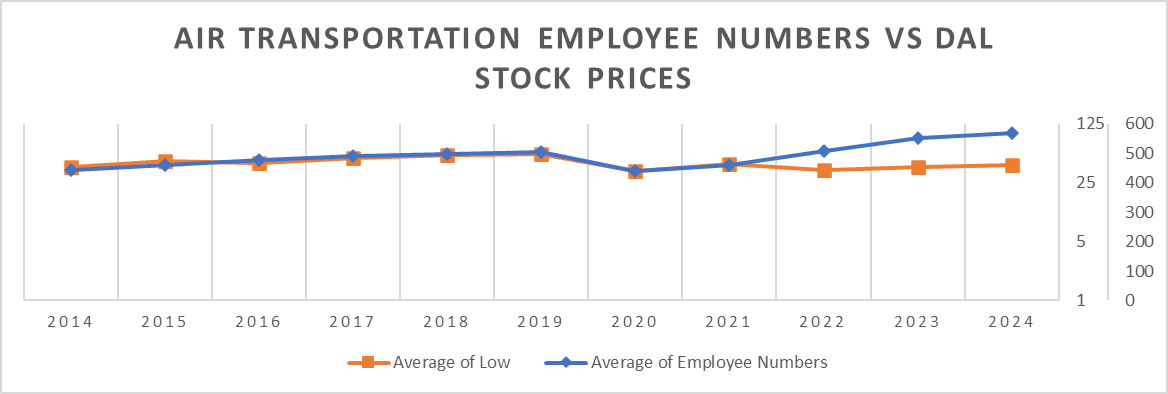 AIR TRANSPORTATION EMPLOYEE NUMBERS VS DAL
STOCK PRICES
125 600
500
25 400
300
5 200
100
1 0
2014 2015 2016 2017 2018 2019 2020 2021 2022 2023 2024
Average of Low Average of Employee Numbers